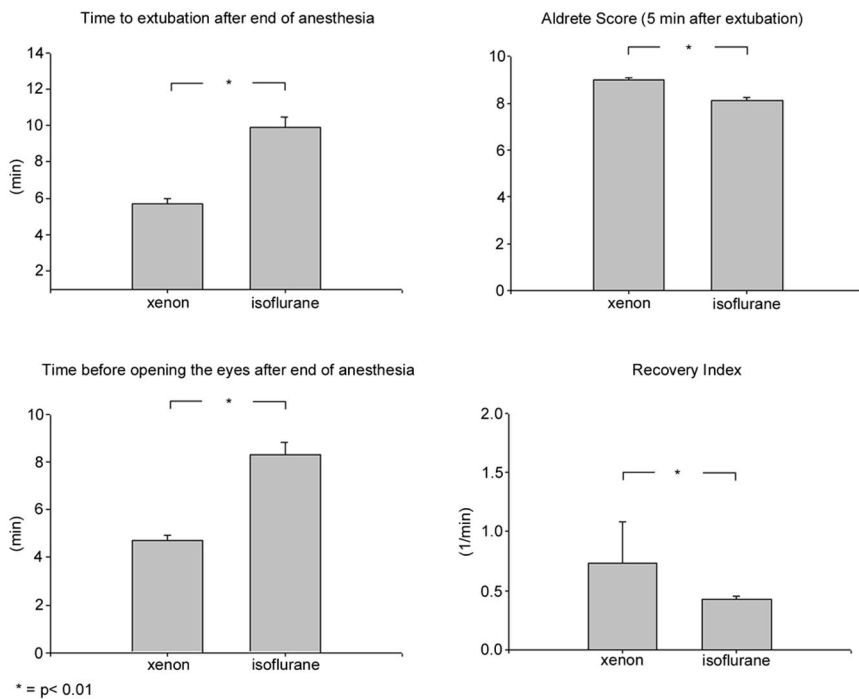 Time to extubation after end of anesthesia
14
12
10
8
6
4
2
(min)
*
xenon
isoflurane
Aldrete Score (5 min after extubation)
10
8
6
4
2
0
*
xenon
isoflurane
Time before opening the eyes after end of anesthesia
10
8
6
4
2
0
(min)
*
xenon
isoflurane
Recovery Index
2.0
1.5
1.0
0.5
0.0
(1/min)
*
xenon
isoflurane
* = p< 0.01